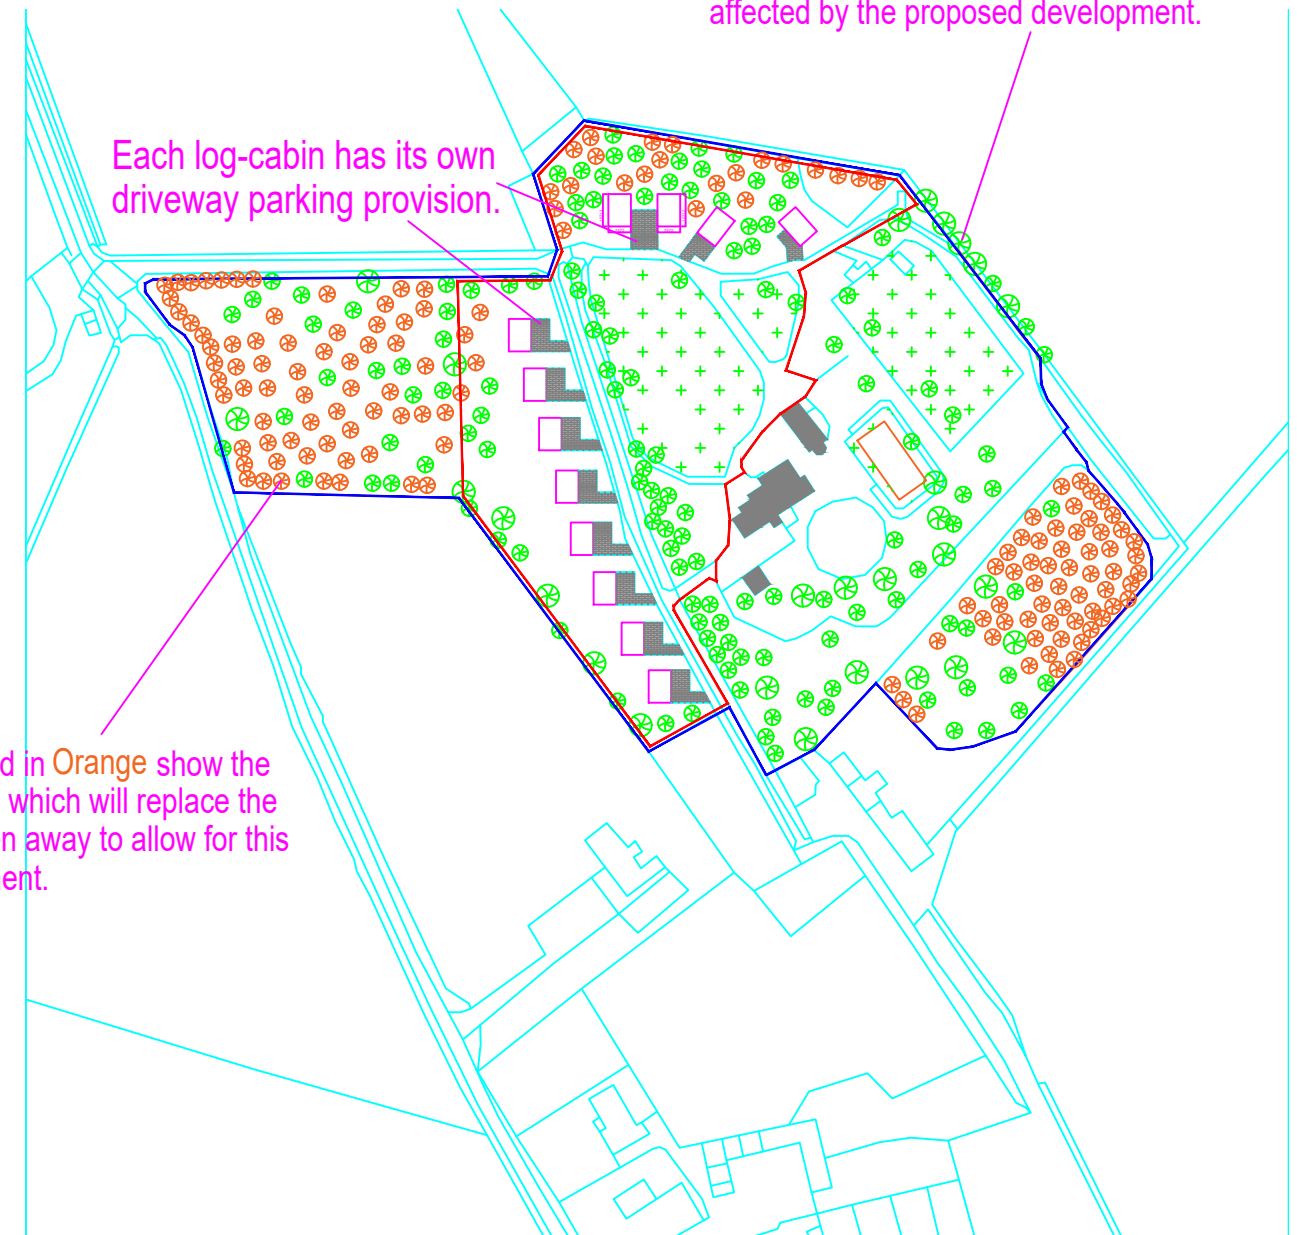 affected by the proposed development.
Each log-cabin has its own
driveway parking provision.
d in Orange show the
which will replace the
n away to allow for this
ent.